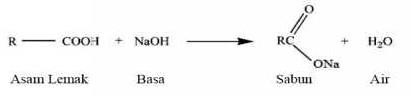 O
R COOH + NaOH RC + H₂O
ONa
Asam Lemak Basa Sabun Air